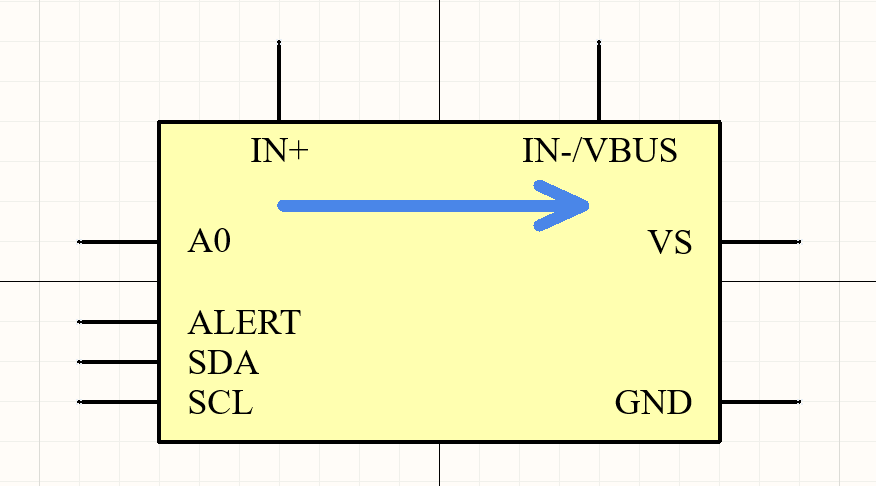 IN+ IN-/VBUS
A0 VS
ALERT
SDA
SCL GND